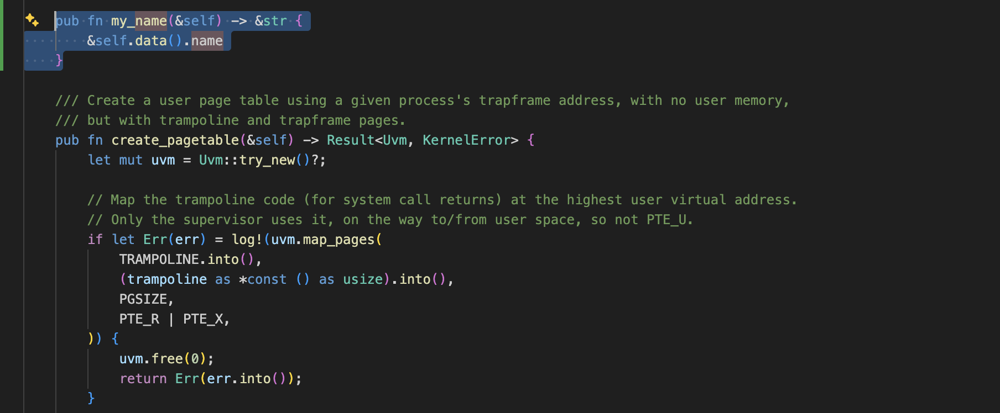 pub fn my_name(&self) -> &str {
    &self.data().name
}
/// Create a user page table using a given process's trapframe address, with no user memory,
/// but with trampoline and trapframe pages.
pub fn create_pagetable(&self) -> Result<Uvm, KernelError> {
    let mut uvm = Uvm::try_new()?;
    // Map the trampoline code (for system call returns) at the highest user virtual address.
    // Only the supervisor uses it, on the way to/from user space, so not PTE_U.
    if let Err(err) = log!(uvm.map_pages(
        TRAMPOLINE.into(),
        (trampoline as *const () as usize).into(),
        PGSIZE,
        PTE_R | PTE_X,
    )) {
        uvm.free(0);
        return Err(err.into());
    }